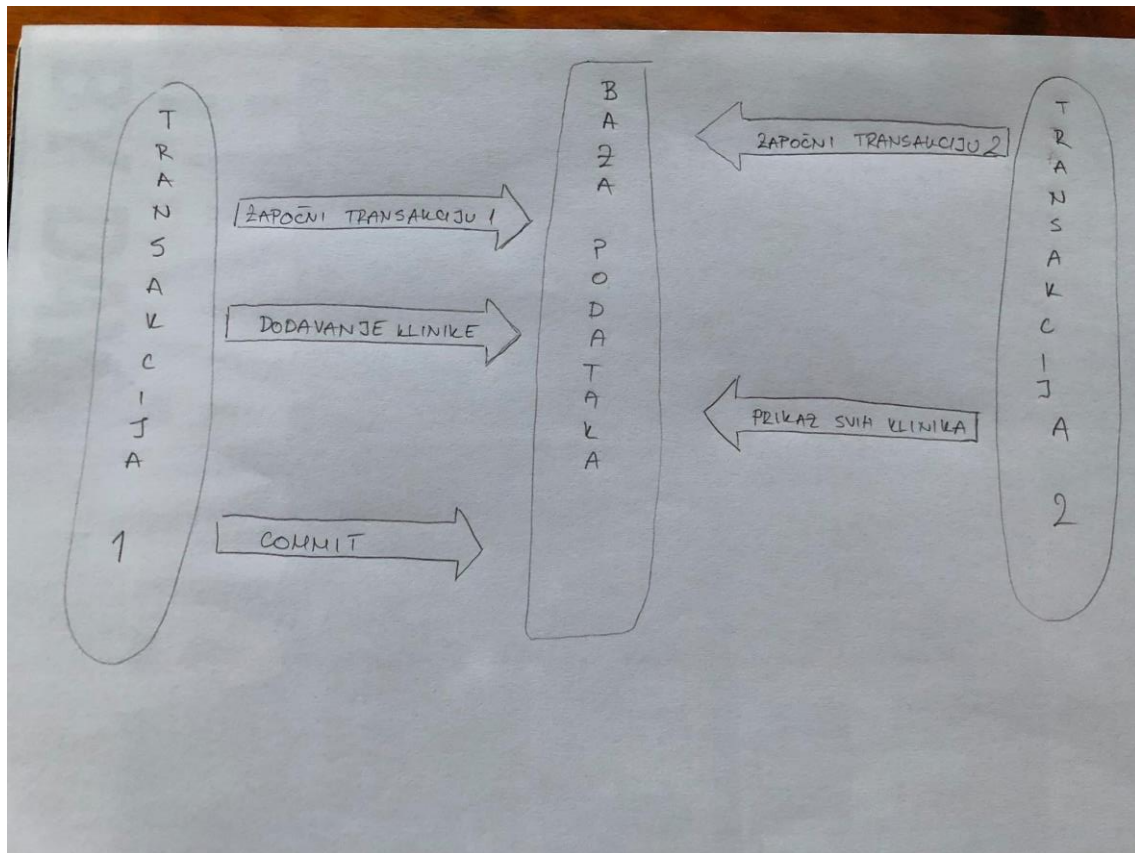 TRANSAKCIJA 1
ZAPOČNI TRANSAKCIJU 1
DODAVANJE KLINIKE
COMMIT
BAZA PODATAKA
ZAPOČNI TRANSAKCIJU 2
PRIKAZ SVIH KLINIKA
TRANSAKCIJA 2